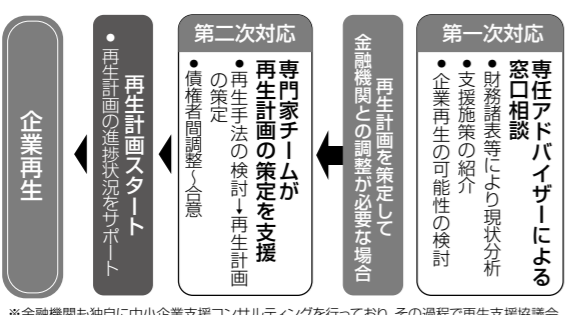 第一次対応
専任アドバイザーによる
窓口相談
●財務諸表等により現状分析
●支援施策の紹介
●企業再生の可能性の検討
再生計画を策定して
金融機関との調整が必要な場合
第二次対応
専門家チームが
再生計画の策定を支援
●再生手法の検討→再生計画
の策定
●債権者間調整～合意
再生計画スタート
●再生計画の進捗状況をサポート
企業再生
※金融機関も独自に中小企業支援コンサルティングを行っており、その過程で再生支援協議会